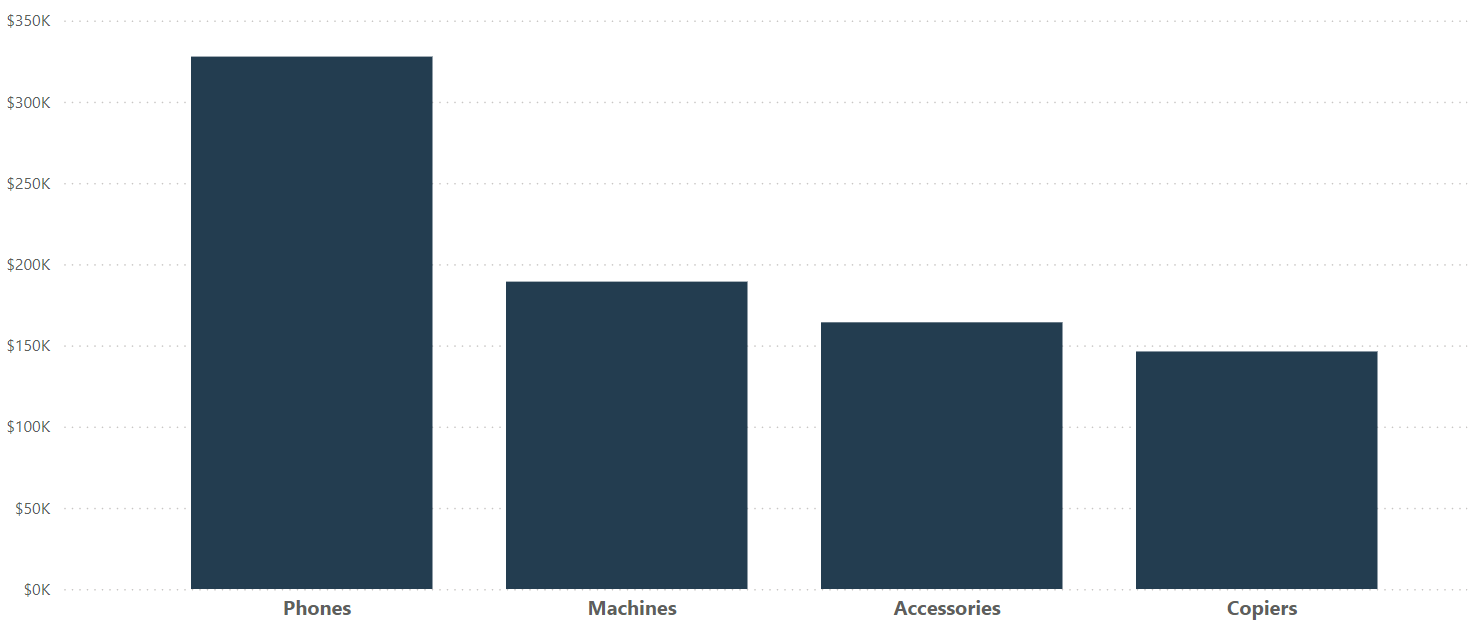 $350K
$300K
$250K
$200K
$150K
$100K
$50K
$0K
Phones Machines Accessories Copiers